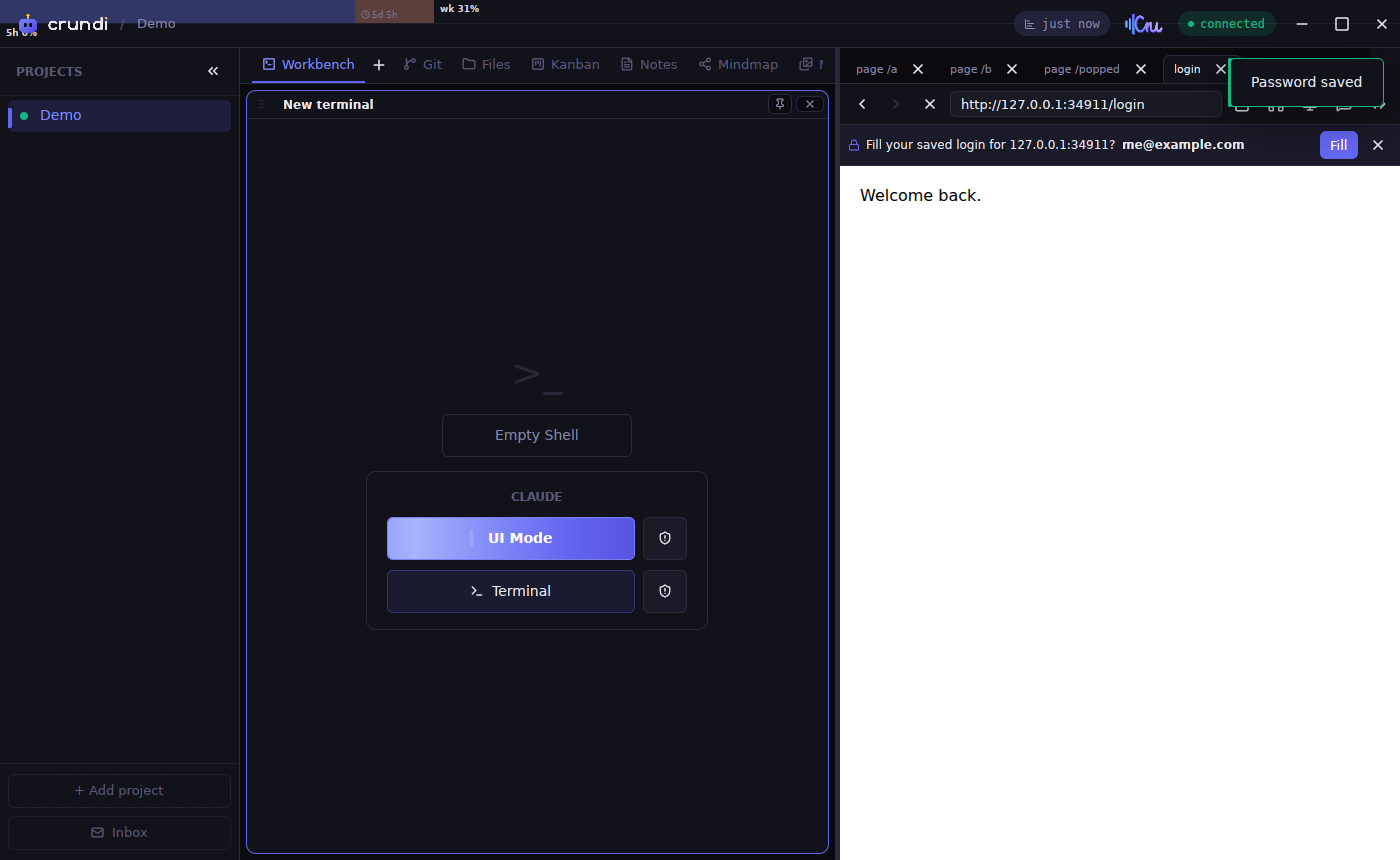 5d 5h
wk 31%
5h
crundi / Demo
just now
Cru
connected
PROJECTS
Workbench
Git
Files
Kanban
Notes
Mindmap
page /a
page /b
page /popped
login
Password saved
Demo
New terminal
http://127.0.0.1:34911/login
Fill your saved login for 127.0.0.1:34911? me@example.com
Fill
Welcome back.
>_
Empty Shell
CLAUDE
UI Mode
Terminal
+ Add project
Inbox